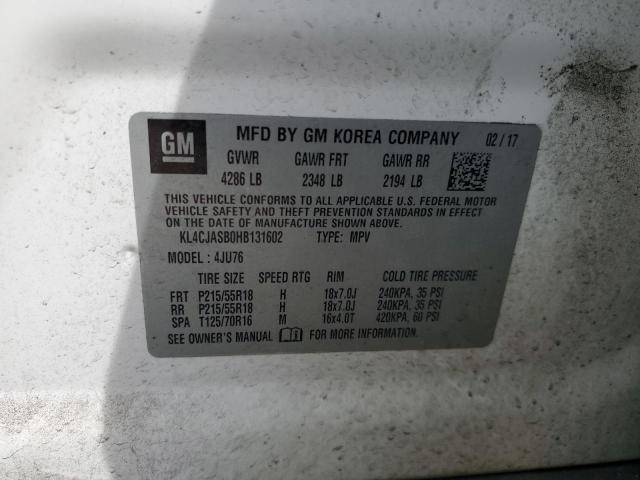 GM
MFD BY GM KOREA COMPANY 02/17
GVWR GAWR FRT GAWR RR
4286 LB 2348 LB 2194 LB
THIS VEHICLE CONFORMS TO ALL APPLICABLE U.S. FEDERAL MOTOR
VEHICLE SAFETY AND THEFT PREVENTION STANDARDS IN EFFECT
ON THE DATE OF MANUFACTURE SHOWN ABOVE.
KL4CJASB0HB131602 TYPE: MPV
MODEL: 4JU76
TIRE SIZE SPEED RTG RIM COLD TIRE PRESSURE
FRT P215/55R18 H 18x7.0J 240KPA, 35 PSI
RR P215/55R18 H 18x7.0J 240KPA, 35 PSI
SPA T125/70R16 M 16x4.0T 420KPA, 60 PSI
SEE OWNER'S MANUAL FOR MORE INFORMATION.